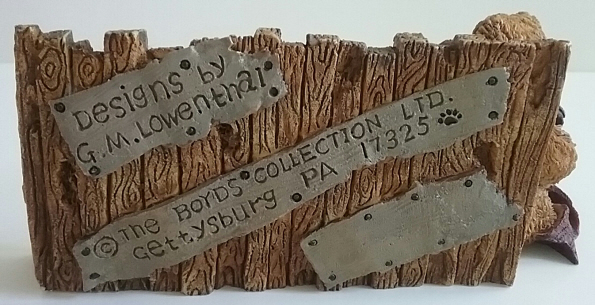 Designs by
G.M.Lowenthal
© The BOYDS COLLECTION LTD.
Gettysburg PA 17325